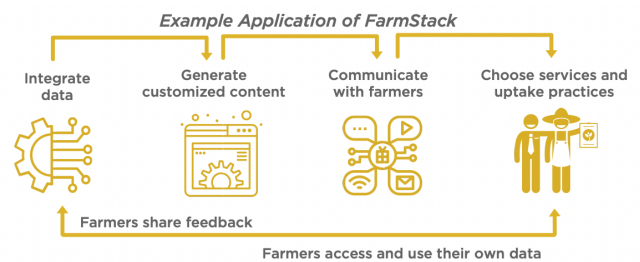 Example Application of FarmStack
Integrate
data
Generate
customized content
Communicate
with farmers
Choose services and
uptake practices
Farmers share feedback
Farmers access and use their own data